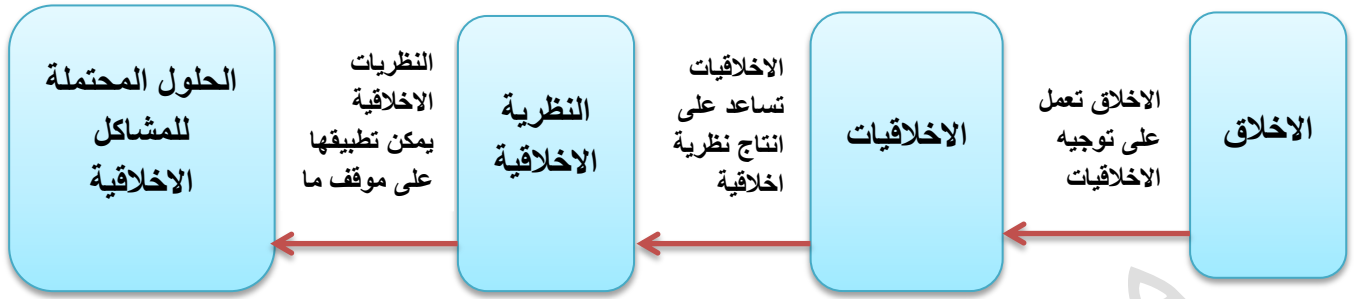 الاخلاق
الاخلاق تعمل
على توجيه
الاخلاقيات
الاخلاقيات
الاخلاقيات
تساعد على
انتاج نظرية
اخلاقية
النظرية
الاخلاقية
النظريات
الاخلاقية
يمكن تطبيقها
على موقف ما
الحلول المحتملة
للمشاكل
الاخلاقية